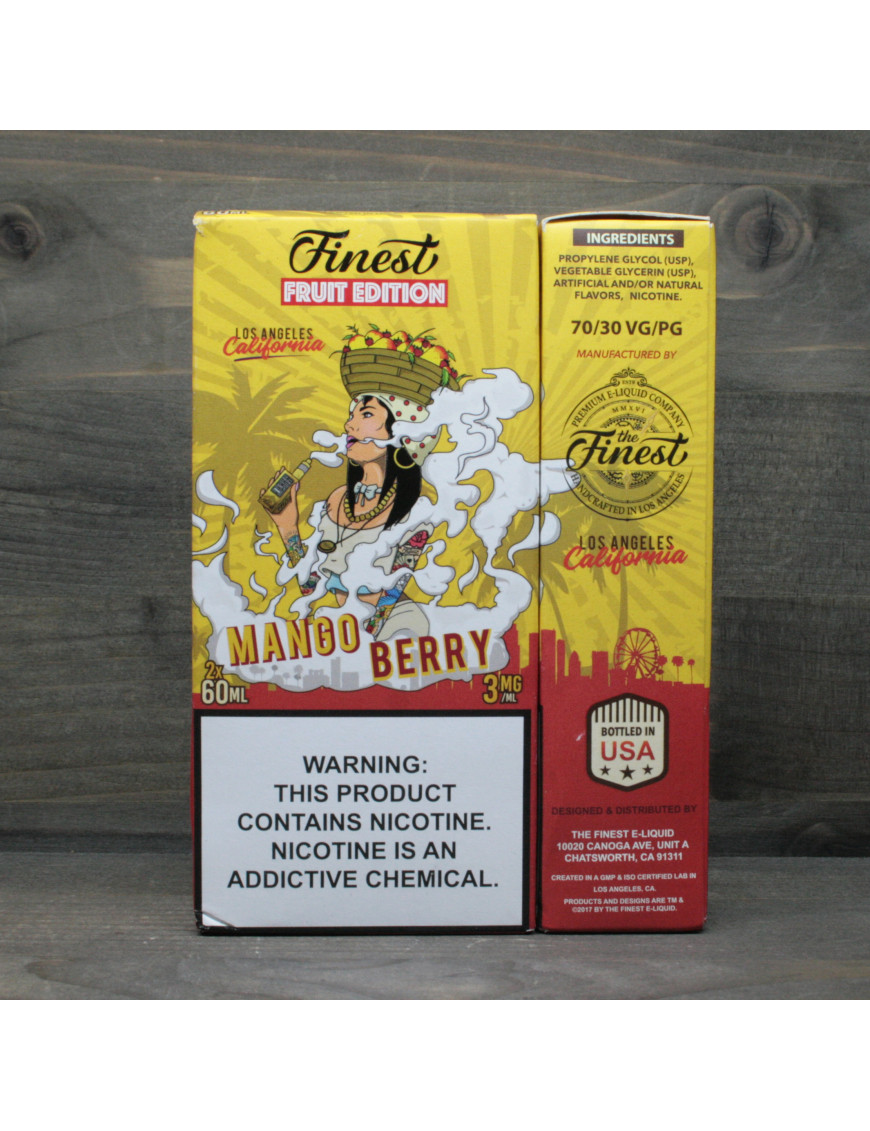 Finest
FRUIT EDITION
LOS ANGELES
California
MANGO
BERRY
2x
60ML
3MG
/ML
WARNING:
THIS PRODUCT
CONTAINS NICOTINE.
NICOTINE IS AN
ADDICTIVE CHEMICAL.
INGREDIENTS
PROPYLENE GLYCOL (USP),
VEGETABLE GLYCERIN (USP),
ARTIFICIAL AND/OR NATURAL
FLAVORS, NICOTINE.
70/30 VG/PG
MANUFACTURED BY
ESTD
PREMIUM E-LIQUID COMPANY
MMXVI
the
Finest
HANDCRAFTED IN LOS ANGELES
LOS ANGELES
California
BOTTLED IN
USA
DESIGNED & DISTRIBUTED BY
THE FINEST E-LIQUID
10020 CANOGA AVE, UNIT A
CHATSWORTH, CA 91311
CREATED IN A GMP & ISO CERTIFIED LAB IN
LOS ANGELES, CA.
PRODUCTS AND DESIGNS ARE TM &
©2017 BY THE FINEST E-LIQUID.